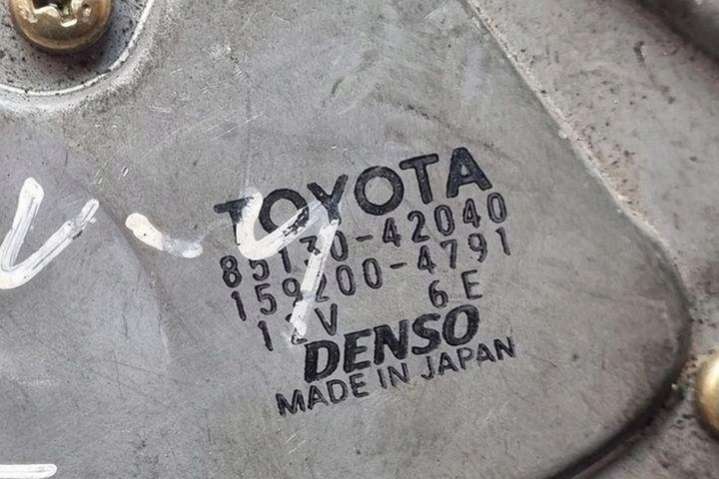 TOYOTA
85130-42040
159200-4791
12V 6E
DENSO
MADE IN JAPAN